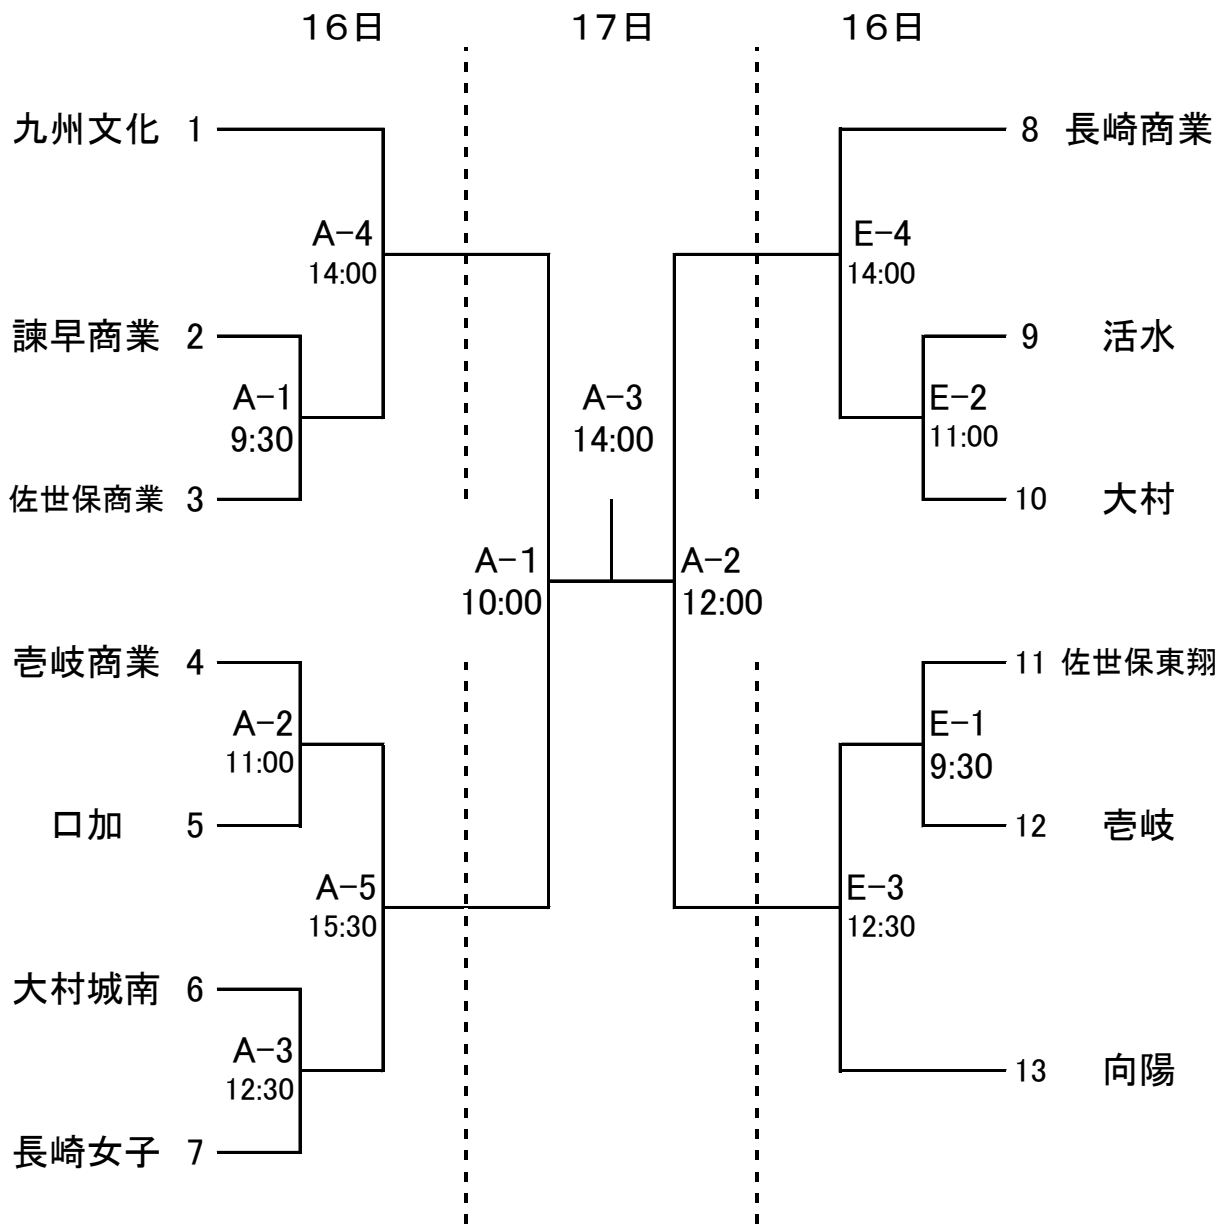 １６日 １７日 １６日
九州文化 1
8 長崎商業
A-4
14:00
E-4
14:00
諫早商業 2
9 活水
A-1
9:30
A-3
14:00
E-2
11:00
佐世保商業 3
10 大村
A-1
10:00
A-2
12:00
壱岐商業 4
11 佐世保東翔
A-2
11:00
E-1
9:30
口加 5
12 壱岐
A-5
15:30
E-3
12:30
大村城南 6
A-3
12:30
13 向陽
長崎女子 7